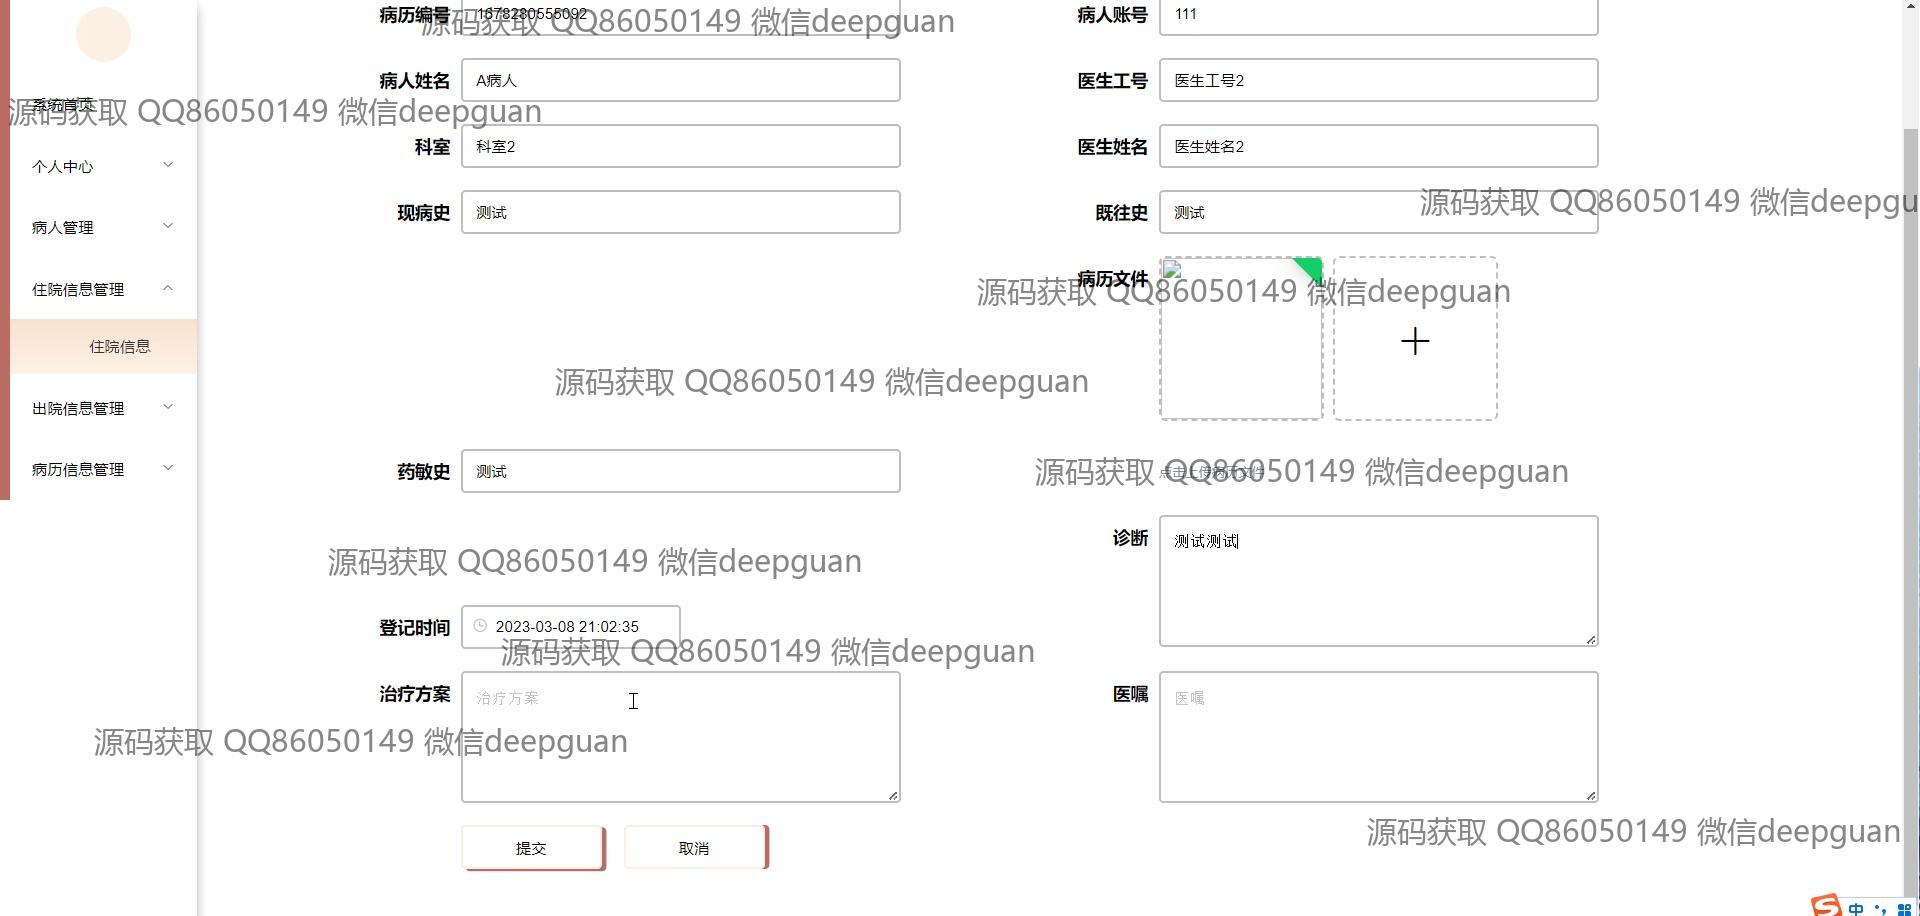 病历编号 1678280555092 病人账号 111
源码获取 QQ86050149 微信deepguan
病人姓名 A病人 医生工号 医生工号2
系统首页
源码获取 QQ86050149 微信deepguan
科室 科室2 医生姓名 医生姓名2
个人中心
源码获取 QQ86050149 微信deepgu
现病史 测试 既往史 测试
病人管理
病历文件
住院信息管理
源码获取 QQ86050149 微信deepguan
住院信息
源码获取 QQ86050149 微信deepguan
出院信息管理
病历信息管理
药敏史 测试 点击上传病历文件
源码获取 QQ86050149 微信deepguan
诊断 测试测试
源码获取 QQ86050149 微信deepguan
登记时间 2023-03-08 21:02:35
源码获取 QQ86050149 微信deepguan
治疗方案 治疗方案 医嘱 医嘱
源码获取 QQ86050149 微信deepguan
源码获取 QQ86050149 微信deepguan
提交 取消
中